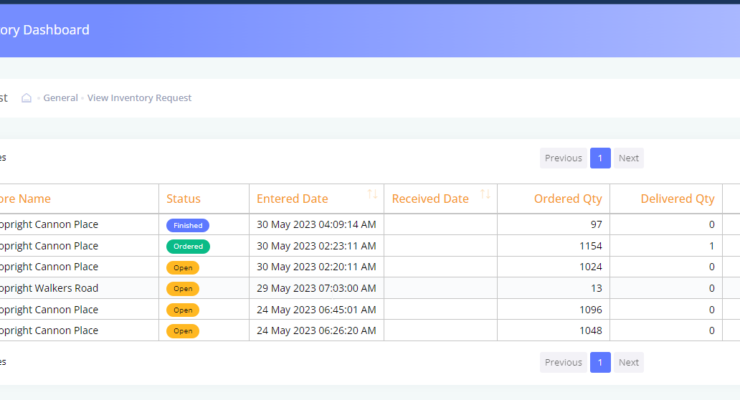 ory Dashboard
st General View Inventory Request
es Previous 1 Next
ore Name Status Entered Date Received Date Ordered Qty Delivered Qty
opright Cannon Place Finished 30 May 2023 04:09:14 AM 97 0
opright Cannon Place Ordered 30 May 2023 02:23:11 AM 1154 1
opright Cannon Place Open 30 May 2023 02:20:11 AM 1024 0
opright Walkers Road Open 29 May 2023 07:03:00 AM 13 0
opright Cannon Place Open 24 May 2023 06:45:01 AM 1096 0
opright Cannon Place Open 24 May 2023 06:26:20 AM 1048 0
es Previous 1 Next